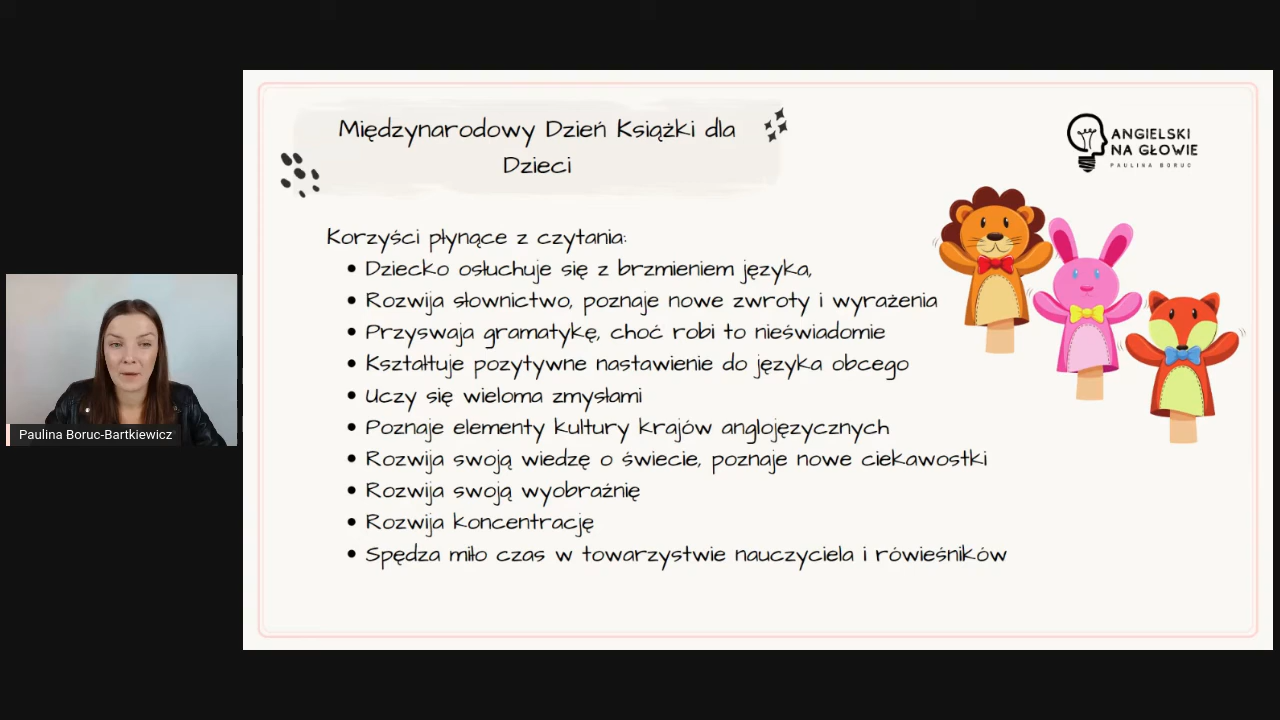 Międzynarodowy Dzień Książki dla
Dzieci
ANGIELSKI
NA GŁOWIE
PAULINA BORUC
Korzyści płynące z czytania:
• Dziecko osłuchuje się z brzmieniem języka,
• Rozwija słownictwo, poznaje nowe zwroty i wyrażenia
• Przyswaja gramatykę, choć robi to nieświadomie
• Kształtuje pozytywne nastawienie do języka obcego
• Uczy się wieloma zmysłami
• Poznaje elementy kultury krajów anglojęzycznych
• Rozwija swoją wiedzę o świecie, poznaje nowe ciekawostki
• Rozwija swoją wyobraźnię
• Rozwija koncentrację
• Spędza miło czas w towarzystwie nauczyciela i rówieśników
Paulina Boruc-Bartkiewicz